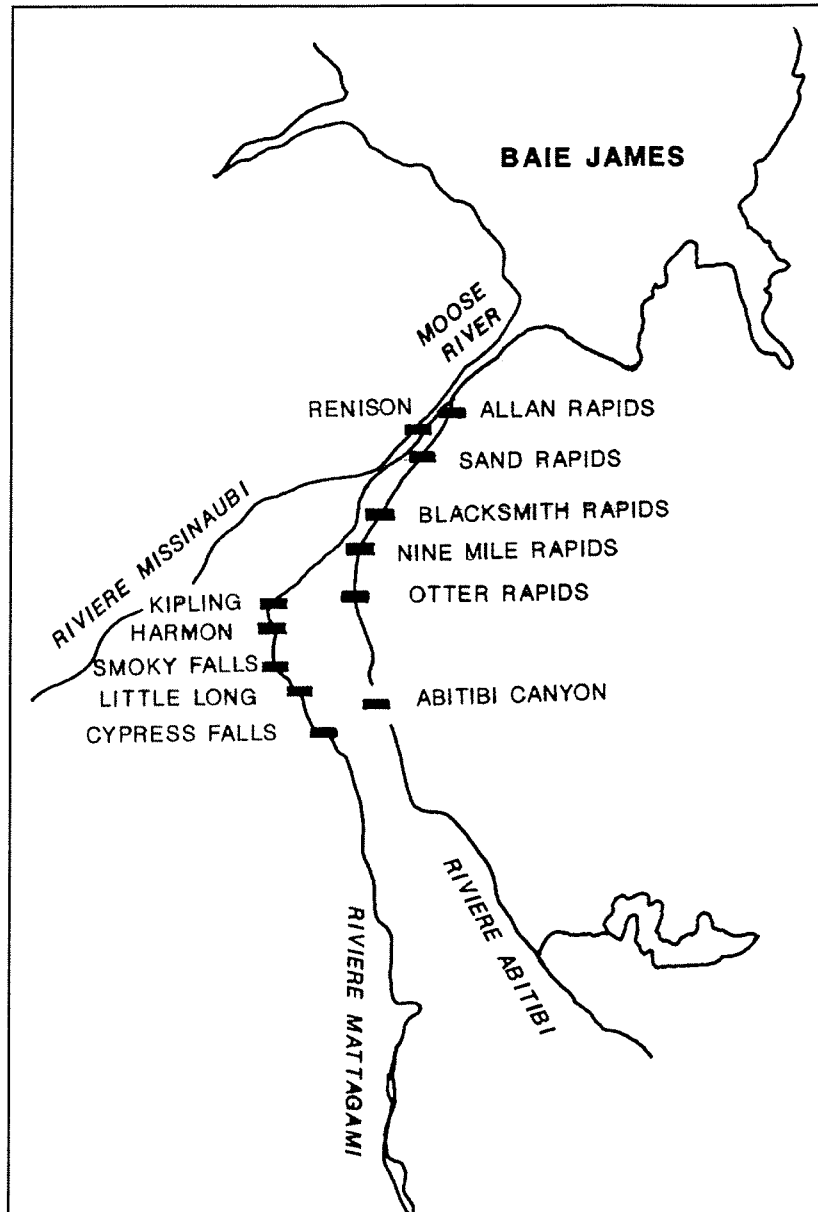 BAIE JAMES
MOOSE
RIVER
RENISON
ALLAN RAPIDS
SAND RAPIDS
RIVIERE MISSINAUBI
BLACKSMITH RAPIDS
NINE MILE RAPIDS
KIPLING
OTTER RAPIDS
HARMON
SMOKY FALLS
LITTLE LONG
ABITIBI CANYON
CYPRESS FALLS
RIVIERE ABITIBI
RIVIERE MATTAGAMI